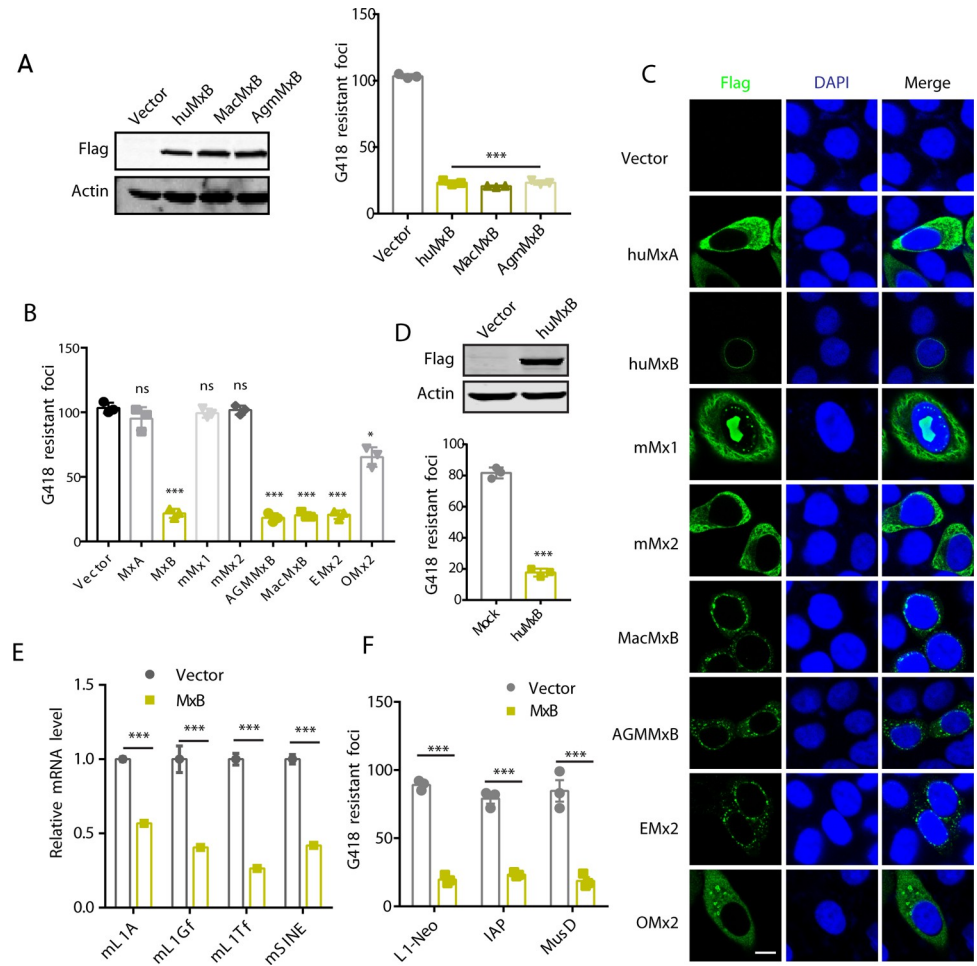 A
Vector
huMxB
MacMxB
AgmMxB
Flag
Actin
G418 resistant foci
150
100
50
0
***
Vector
huMxB
MacMxB
AgmMxB
B
G418 resistant foci
150
100
50
0
ns
***
ns
ns
***
***
***
*
Vector
MxA
MxB
mMx1
mMx2
AGMMxB
MacMxB
EMx2
OMx2
C
Flag
DAPI
Merge
Vector
huMxA
huMxB
mMx1
mMx2
MacMxB
AGMMxB
EMx2
OMx2
D
Vector
huMxB
Flag
Actin
G418 resistant foci
100
80
60
40
20
0
***
Mock
huMxB
E
Vector
MxB
Relative mRNA level
1.5
1.0
0.5
0.0
***
***
***
***
mL1A
mL1Gf
mL1Tf
mSINE
F
Vector
MxB
G418 resistant foci
150
100
50
0
***
***
***
L1-Neo
IAP
MusD